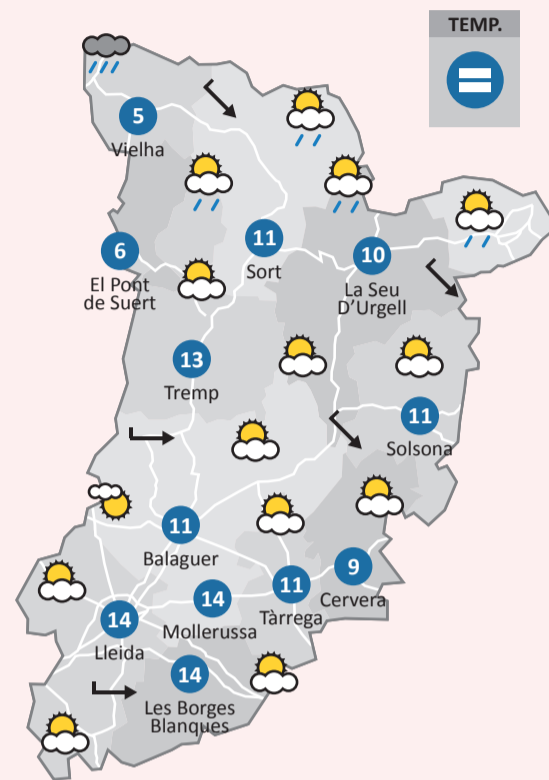 TEMP.
5
Vielha
6
El Pont
de Suert
11
Sort
10
La Seu
D'Urgell
13
Tremp
11
Solsona
11
Balaguer
9
Cervera
11
Tàrrega
14
Mollerussa
14
Lleida
14
Les Borges
Blanques